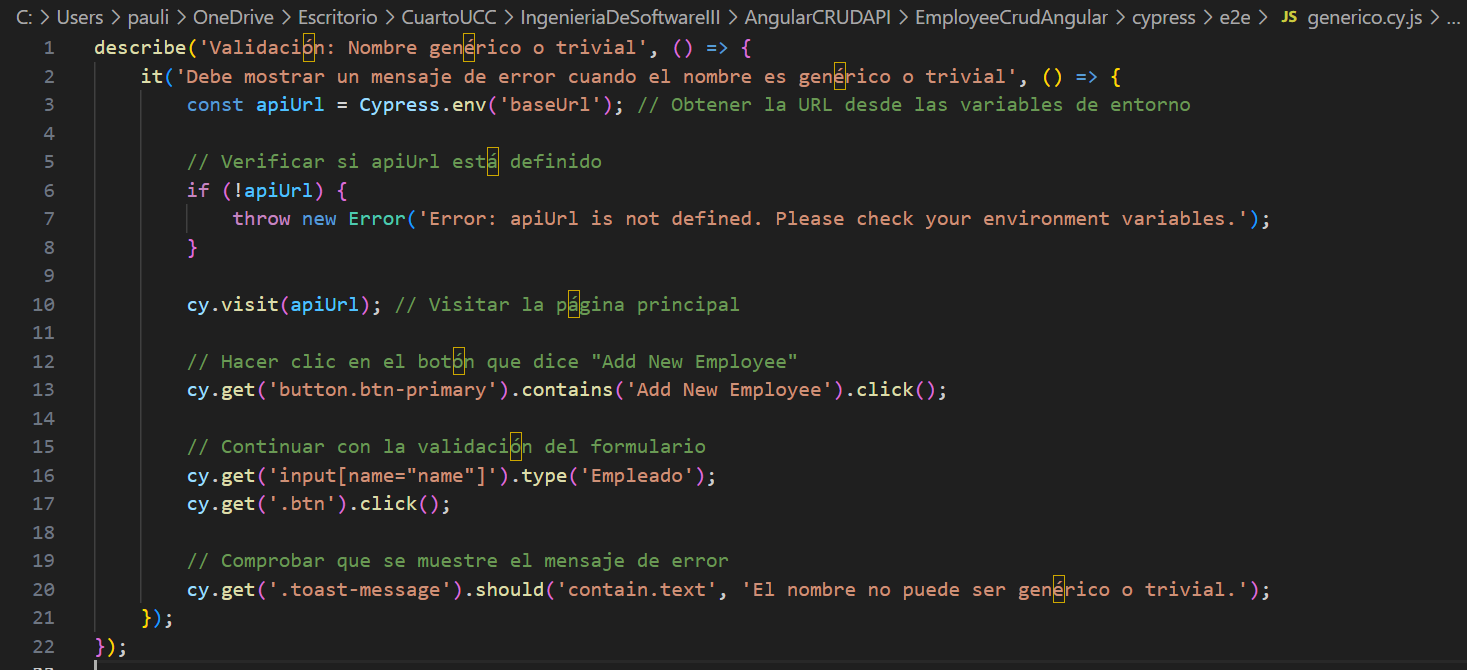 C: > Users > pauli > OneDrive > Escritorio > CuartoUCC > IngenieriaDeSoftwareIII > AngularCRUDAPI > EmployeeCrudAngular > cypress > e2e > JS generico.cy.js > ...
1 describe('Validación: Nombre genérico o trivial', () => {
2 it('Debe mostrar un mensaje de error cuando el nombre es genérico o trivial', () => {
3 const apiUrl = Cypress.env('baseUrl'); // Obtener la URL desde las variables de entorno
4
5 // Verificar si apiUrl está definido
6 if (!apiUrl) {
7 throw new Error('Error: apiUrl is not defined. Please check your environment variables.');
8 }
9
10 cy.visit(apiUrl); // Visitar la página principal
11
12 // Hacer clic en el botón que dice "Add New Employee"
13 cy.get('button.btn-primary').contains('Add New Employee').click();
14
15 // Continuar con la validación del formulario
16 cy.get('input[name="name"]').type('Empleado');
17 cy.get('.btn').click();
18
19 // Comprobar que se muestre el mensaje de error
20 cy.get('.toast-message').should('contain.text', 'El nombre no puede ser genérico o trivial.');
21 });
22 });